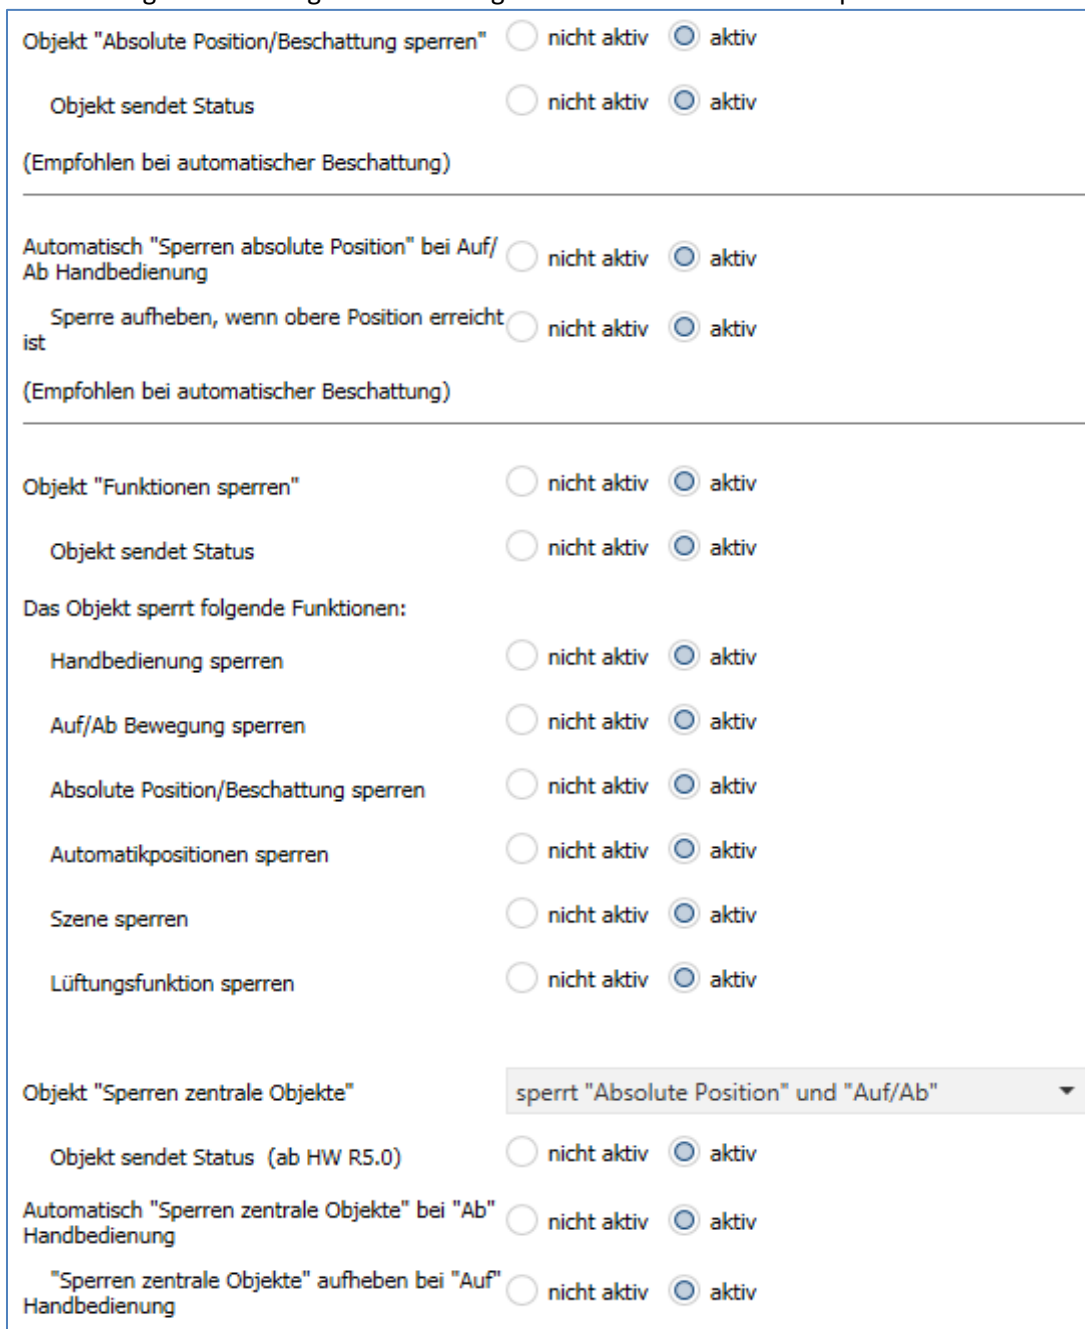 Objekt "Absolute Position/Beschattung sperren" nicht aktiv aktiv
Objekt sendet Status nicht aktiv aktiv
(Empfohlen bei automatischer Beschattung)
Automatisch "Sperren absolute Position" bei Auf/
Ab Handbedienung nicht aktiv aktiv
Sperre aufheben, wenn obere Position erreicht
ist nicht aktiv aktiv
(Empfohlen bei automatischer Beschattung)
Objekt "Funktionen sperren" nicht aktiv aktiv
Objekt sendet Status nicht aktiv aktiv
Das Objekt sperrt folgende Funktionen:
Handbedienung sperren nicht aktiv aktiv
Auf/Ab Bewegung sperren nicht aktiv aktiv
Absolute Position/Beschattung sperren nicht aktiv aktiv
Automatikpositionen sperren nicht aktiv aktiv
Szene sperren nicht aktiv aktiv
Lüftungsfunktion sperren nicht aktiv aktiv
Objekt "Sperren zentrale Objekte" sperrt "Absolute Position" und "Auf/Ab"
Objekt sendet Status (ab HW R5.0) nicht aktiv aktiv
Automatisch "Sperren zentrale Objekte" bei "Ab"
Handbedienung nicht aktiv aktiv
"Sperren zentrale Objekte" aufheben bei "Auf"
Handbedienung nicht aktiv aktiv